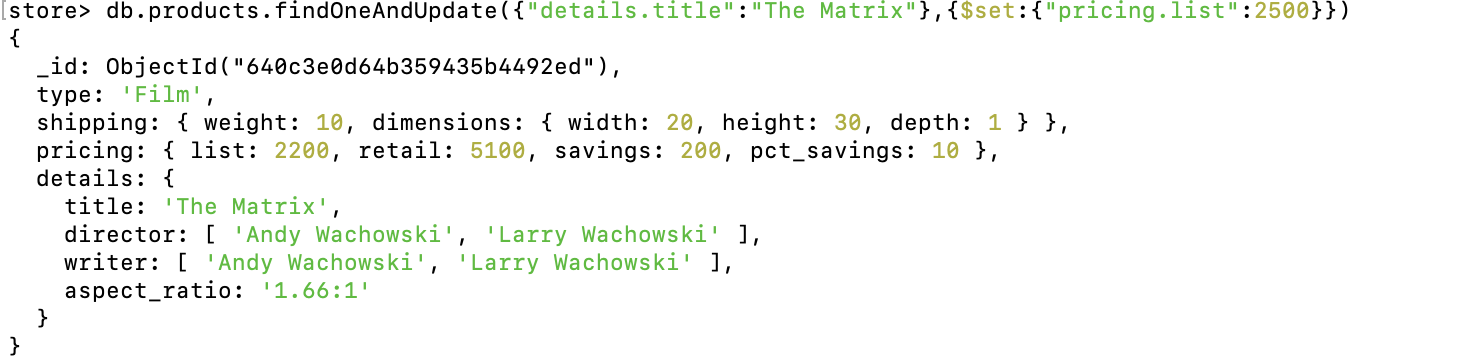 [store> db.products.findOneAndUpdate({"details.title":"The Matrix"},{$set:{"pricing.list":2500}})
{
  _id: ObjectId("640c3e0d64b359435b4492ed"),
  type: 'Film',
  shipping: { weight: 10, dimensions: { width: 20, height: 30, depth: 1 } },
  pricing: { list: 2200, retail: 5100, savings: 200, pct_savings: 10 },
  details: {
    title: 'The Matrix',
    director: [ 'Andy Wachowski', 'Larry Wachowski' ],
    writer: [ 'Andy Wachowski', 'Larry Wachowski' ],
    aspect_ratio: '1.66:1'
  }
}